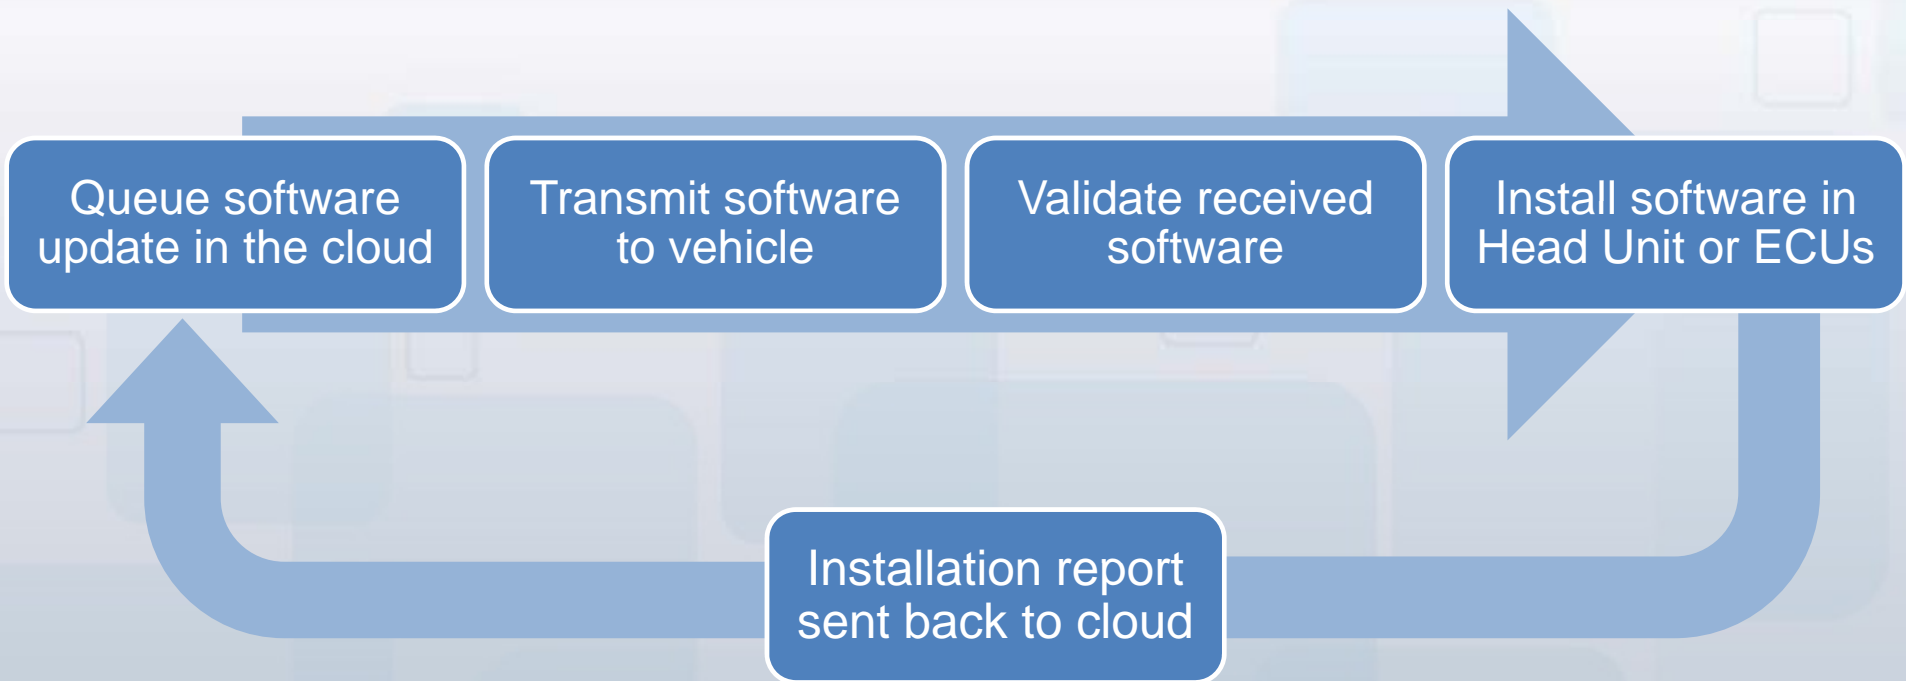 Queue software
update in the cloud
Transmit software
to vehicle
Validate received
software
Install software in
Head Unit or ECUs
Installation report
sent back to cloud